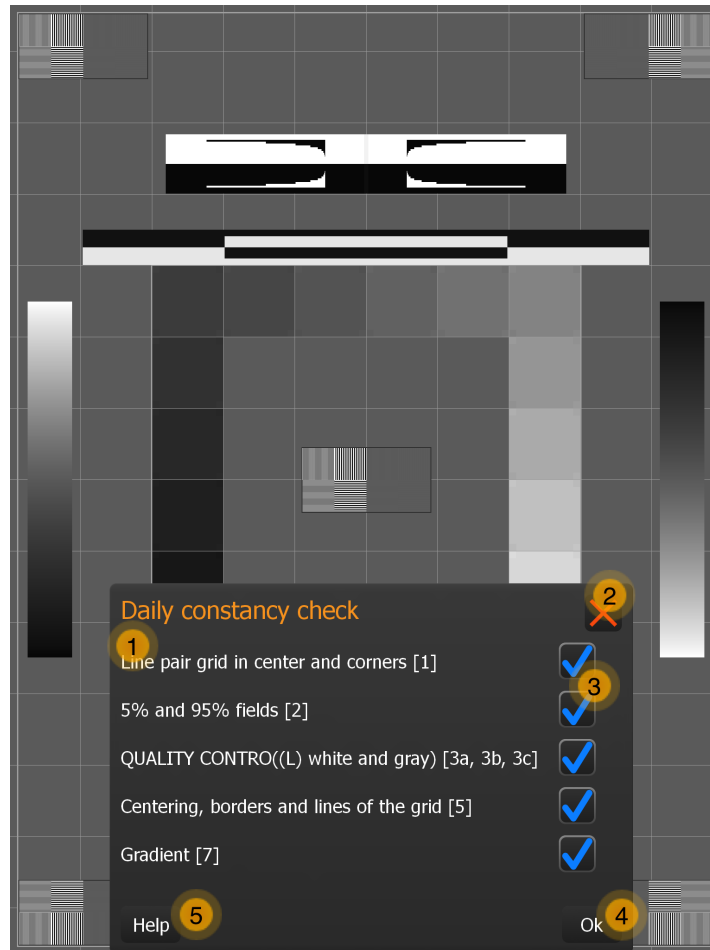 Daily constancy check
2
1
Line pair grid in center and corners [1]
3
5% and 95% fields [2]
QUALITY CONTRO((L) white and gray) [3a, 3b, 3c]
Centering, borders and lines of the grid [5]
Gradient [7]
Help
5
Ok
4